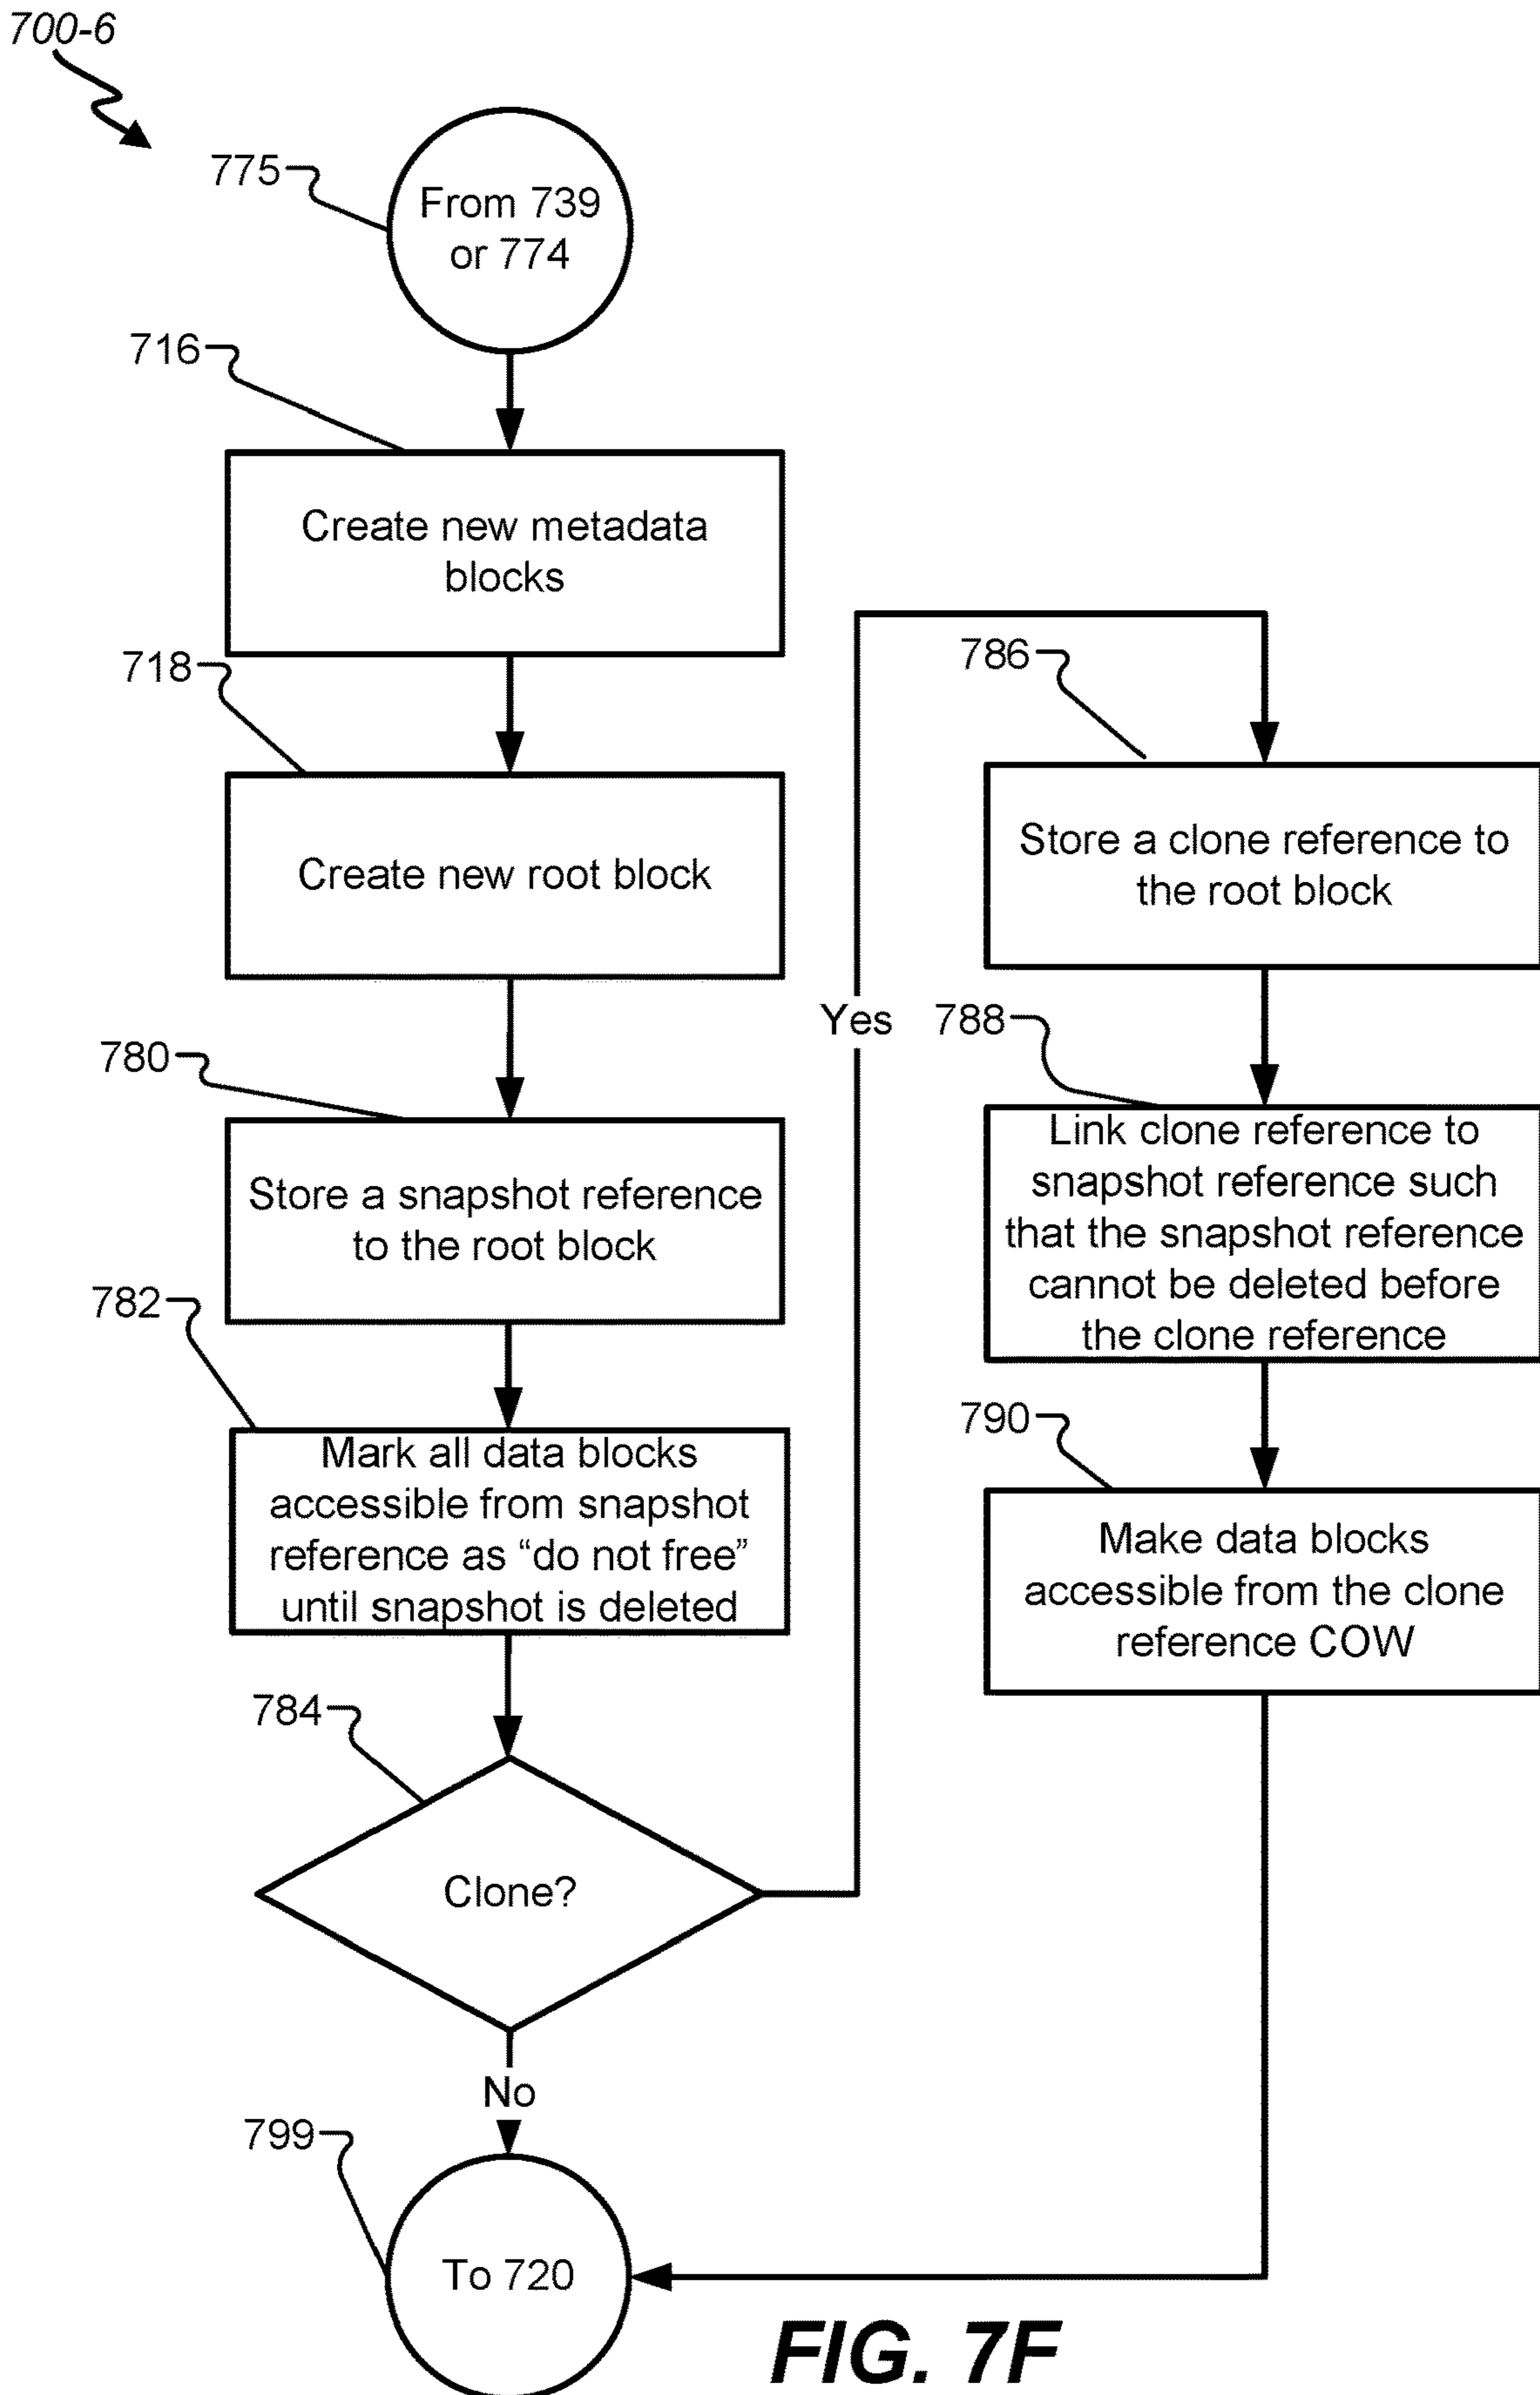 700-6
775
From 739
or 774
716
Create new metadata
blocks
718
Create new root block
780
Store a snapshot reference
to the root block
782
Mark all data blocks
accessible from snapshot
reference as “do not free”
until snapshot is deleted
784
Clone?
Yes
No
786
Store a clone reference to
the root block
788
Link clone reference to
snapshot reference such
that the snapshot reference
cannot be deleted before
the clone reference
790
Make data blocks
accessible from the clone
reference COW
799
To 720
FIG. 7F